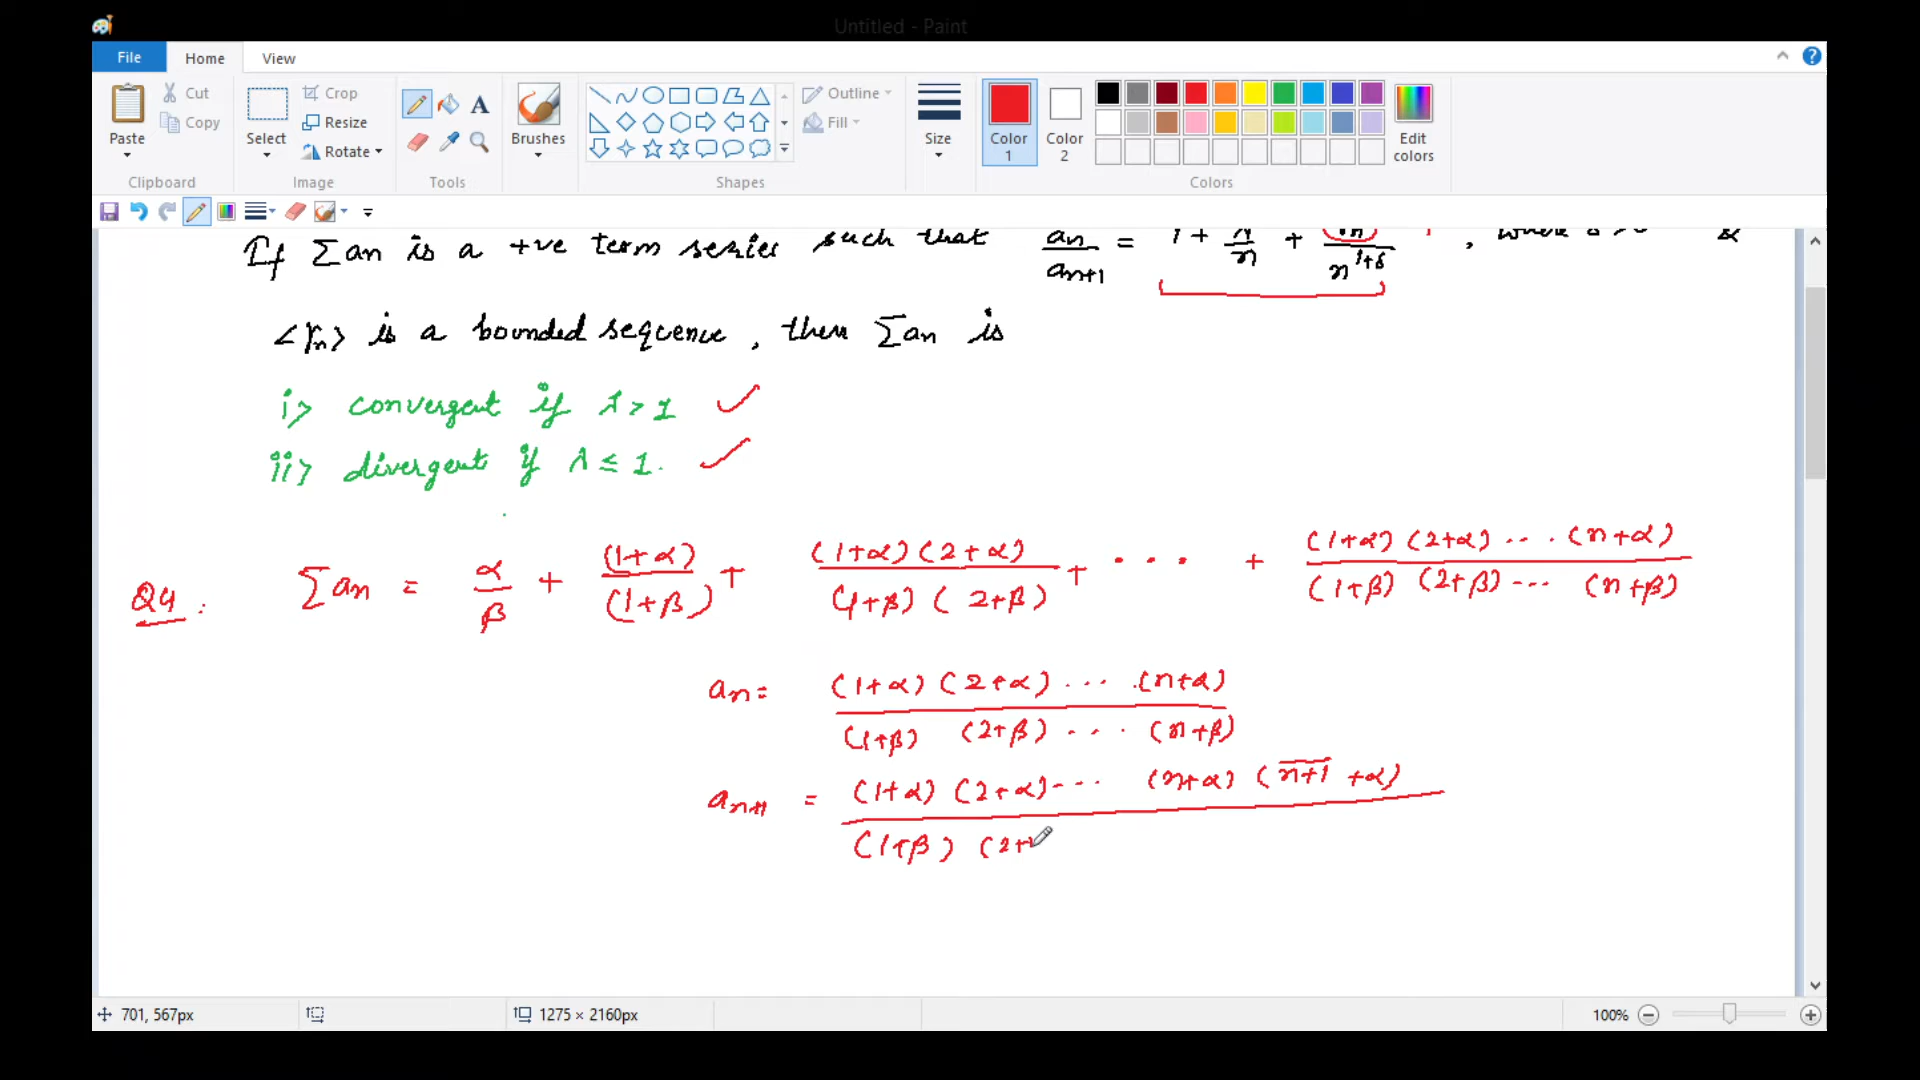 Untitled - Paint
File Home View
Paste Cut Copy Select Crop Resize Rotate Brushes Outline Fill Size Color 1 Color 2 Edit colors
Clipboard Image Tools Shapes Colors
If Σan is a +ve term series such that an/an+1 = 1 + λ/n + rn/n^(1+δ) , where δ>0 &
<rn> is a bounded sequence, then Σan is
i> convergent if λ>1 ✓
ii> divergent if λ ≤ 1. ✓
Q4 : Σan = α/β + (1+α)/(1+β) + (1+α)(2+α)/(1+β)(2+β) + ... + (1+α)(2+α)...(n+α)/(1+β)(2+β)...(n+β)
an = (1+α)(2+α)....(n+α)/(1+β)(2+β)...(n+β)
an+1 = (1+α)(2+α)---(n+α)(n+1+α)/(1+β)(2+
701, 567px 1275 × 2160px 100%